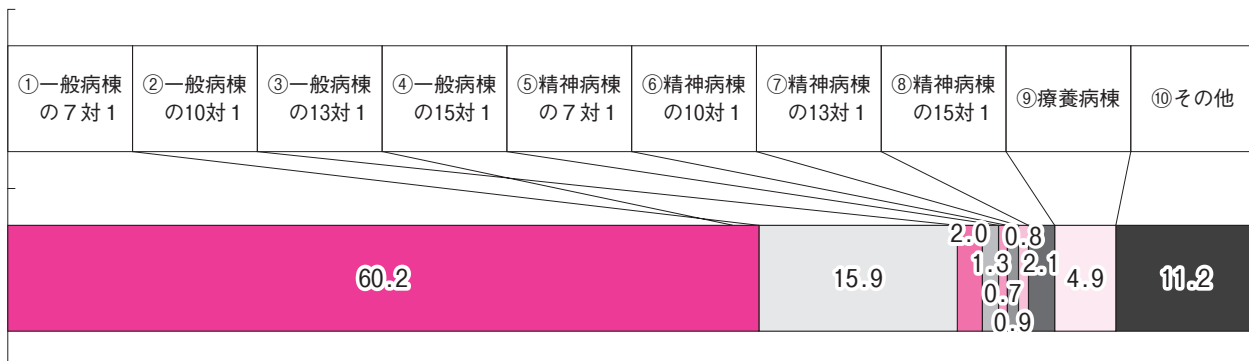 ①一般病棟
の7対1
②一般病棟
の10対1
③一般病棟
の13対1
④一般病棟
の15対1
⑤精神病棟
の7対1
⑥精神病棟
の10対1
⑦精神病棟
の13対1
⑧精神病棟
の15対1
⑨療養病棟
⑩その他
60.2
15.9
2.0
1.3
0.7
0.9
0.8
2.1
4.9
11.2